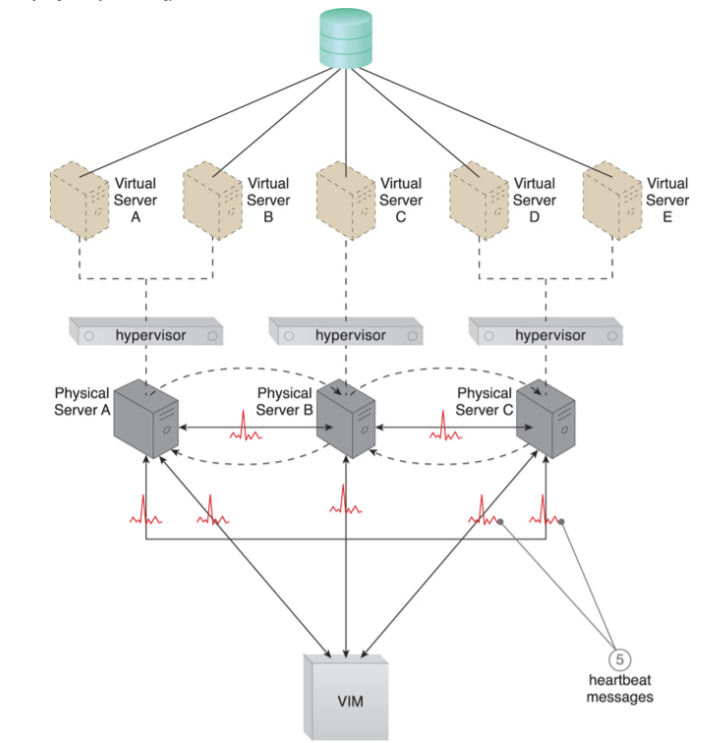 Virtual
Server
A
Virtual
Server
B
Virtual
Server
C
Virtual
Server
D
Virtual
Server
E
hypervisor
hypervisor
hypervisor
Physical
Server A
Physical
Server B
Physical
Server C
5
heartbeat
messages
VIM